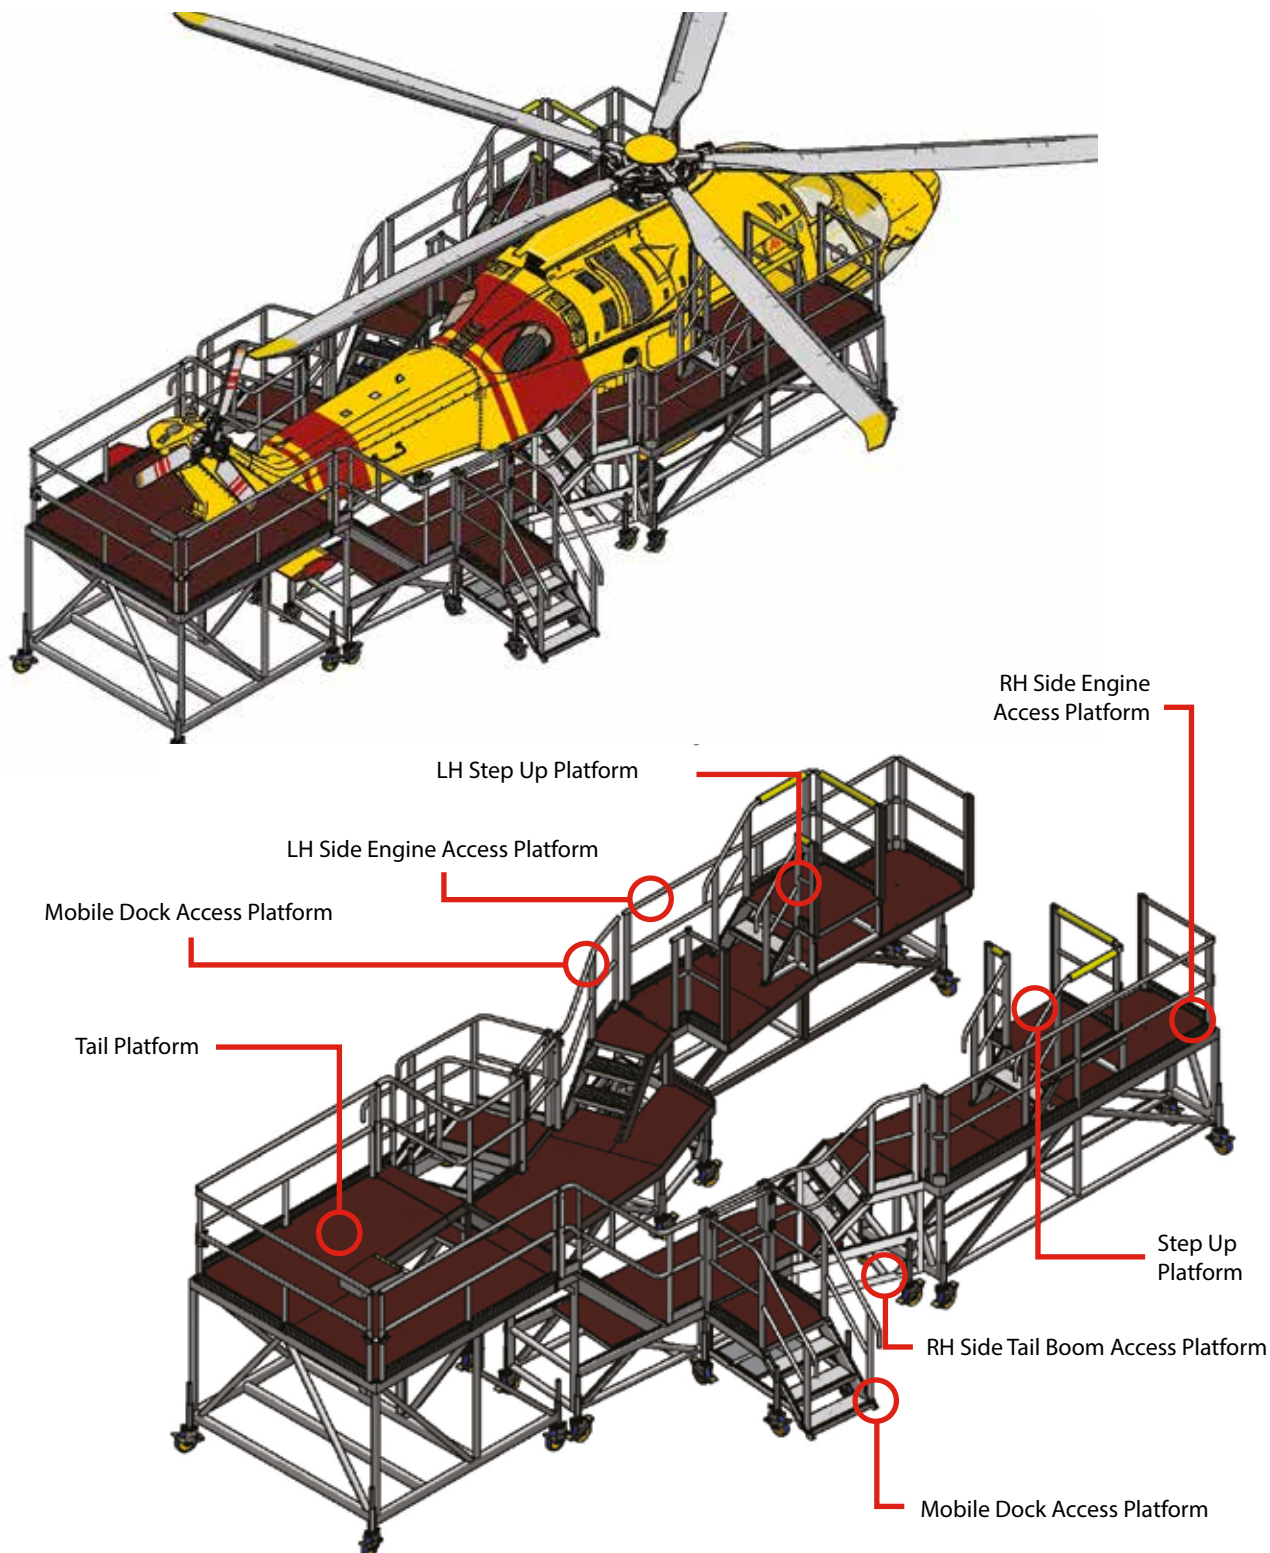 RH Side Engine
Access Platform
LH Step Up Platform
LH Side Engine Access Platform
Mobile Dock Access Platform
Tail Platform
Step Up
Platform
RH Side Tail Boom Access Platform
Mobile Dock Access Platform